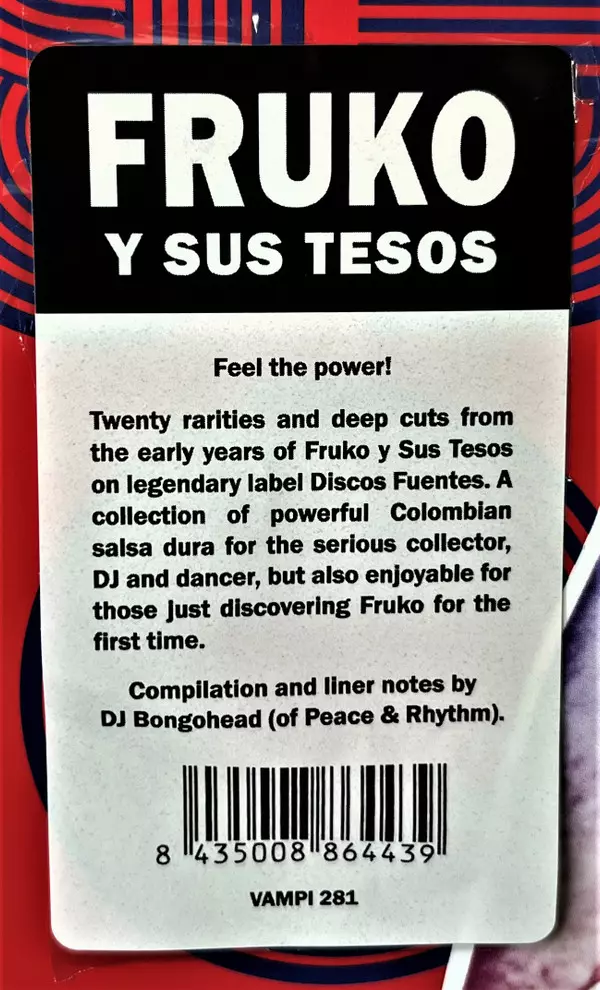 FRUKO
Y SUS TESOS
Feel the power!
Twenty rarities and deep cuts from
the early years of Fruko y Sus Tesos
on legendary label Discos Fuentes. A
collection of powerful Colombian
salsa dura for the serious collector,
DJ and dancer, but also enjoyable for
those just discovering Fruko for the
first time.
Compilation and liner notes by
DJ Bongohead (of Peace & Rhythm).
8 435008 864439
VAMPI 281